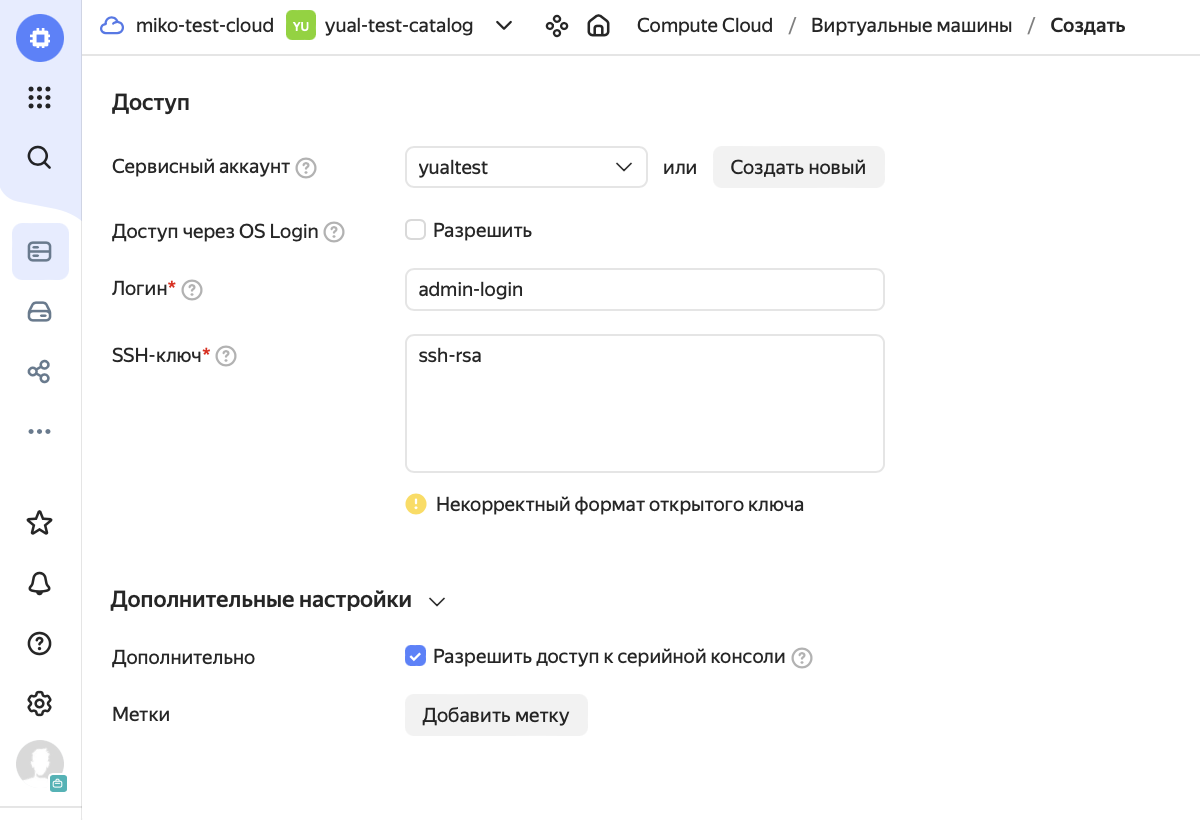 miko-test-cloud YU yual-test-catalog Compute Cloud / Виртуальные машины / Создать
Доступ
Сервисный аккаунт ? yualtest или Создать новый
Доступ через OS Login ? Разрешить
Логин* ? admin-login
SSH-ключ* ? ssh-rsa
! Некорректный формат открытого ключа
Дополнительные настройки
Дополнительно Разрешить доступ к серийной консоли ?
Метки Добавить метку